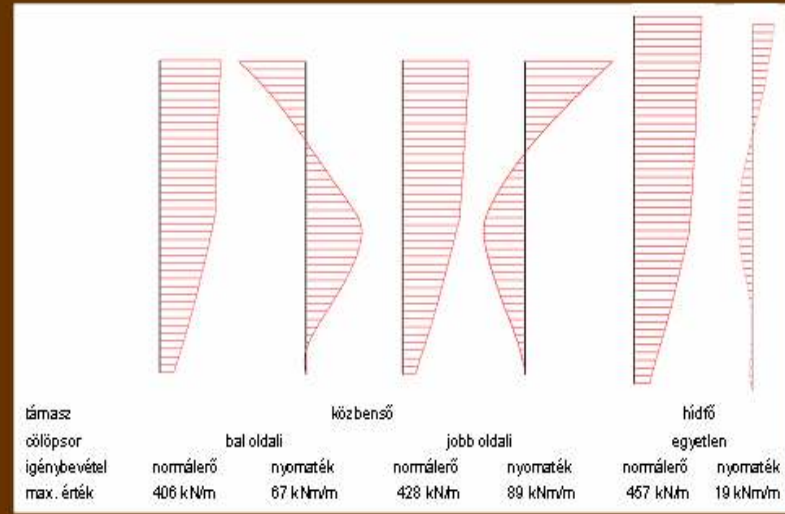 támasz közbenső hídfő
cölöpsor bal oldali jobb oldali egyetlen
igénybevétel normálerő nyomaték normálerő nyomaték normálerő nyomaték
max. érték 406 kN/m 67 kNm/m 428 kN/m 89 kNm/m 457 kN/m 19 kNm/m